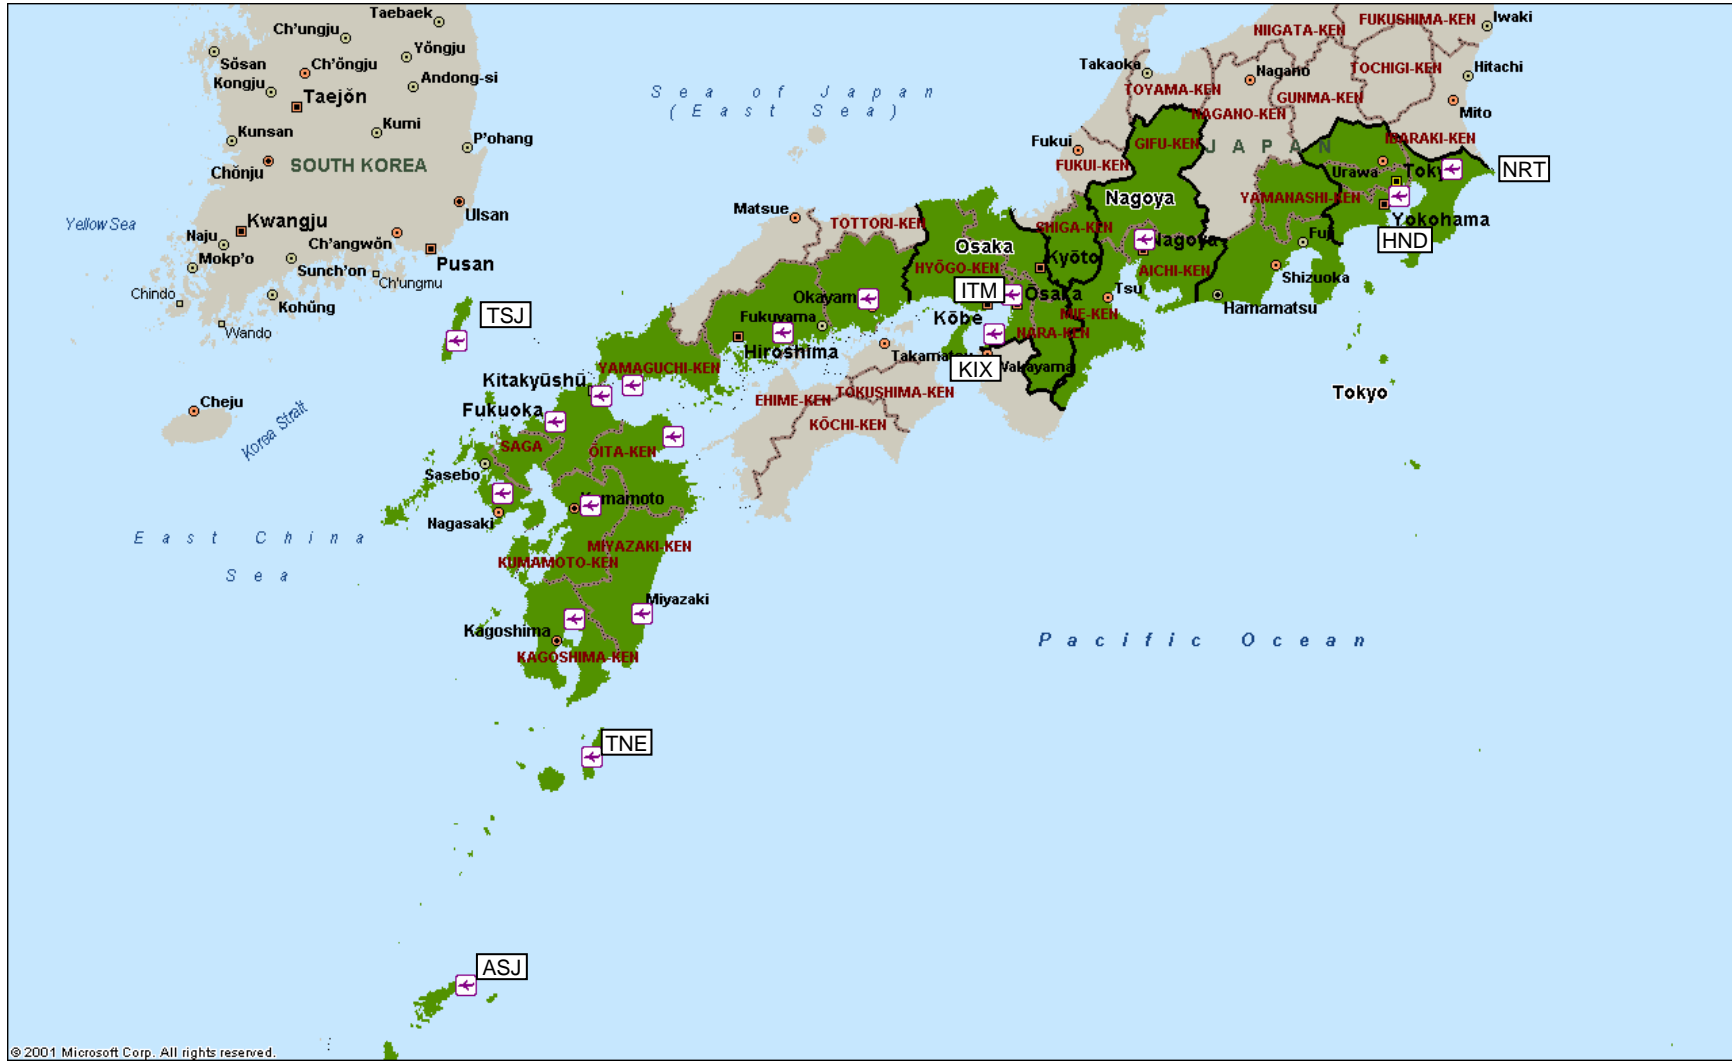 Taebaek
Ch'ungju
Iwaki
FUKUSHIMA-KEN
NIIGATA-KEN
Yŏngju
Sŏsan
Ch'ŏngju
Takaoka
Nagano
TOCHIGI-KEN
Hitachi
Kongju
Andong-si
TOYAMA-KEN
GUNMA-KEN
Taejŏn
Sea of Japan
(East Sea)
NAGANO-KEN
Mito
Kunsan
Kumi
P'ohang
Fukui
GIFU-KEN
JAPAN
IBARAKI-KEN
SOUTH KOREA
FUKUI-KEN
Chŏnju
Urawa
Toky
NRT
Nagoya
YAMANASHI-KEN
Matsue
Ulsan
Yellow Sea
Kwangju
TOTTORI-KEN
SHIGA-KEN
Yokohama
Naju
Ch'angwŏn
Osaka
Nagoya
Fuji
HND
Mokp'o
Sunch'on
Pusan
HYŌGO-KEN
Kyōto
AICHI-KEN
Shizuoka
Ch'ungmu
Chindo
Kohŭng
Okayam
ITM
Ōsaka
Tsu
Hamamatsu
TSJ
Fukuyama
Kōbe
MIE-KEN
Wando
NARA-KEN
Hiroshima
Takamatsu
KIX
Wakayama
YAMAGUCHI-KEN
Kitakyūshū
EHIME-KEN
TOKUSHIMA-KEN
Tokyo
Cheju
Korea Strait
Fukuoka
KŌCHI-KEN
SAGA
ŌITA-KEN
Sasebo
Kumamoto
Nagasaki
East China
Sea
MIYAZAKI-KEN
KUMAMOTO-KEN
Miyazaki
Kagoshima
Pacific Ocean
KAGOSHIMA-KEN
TNE
ASJ
© 2001 Microsoft Corp. All rights reserved.